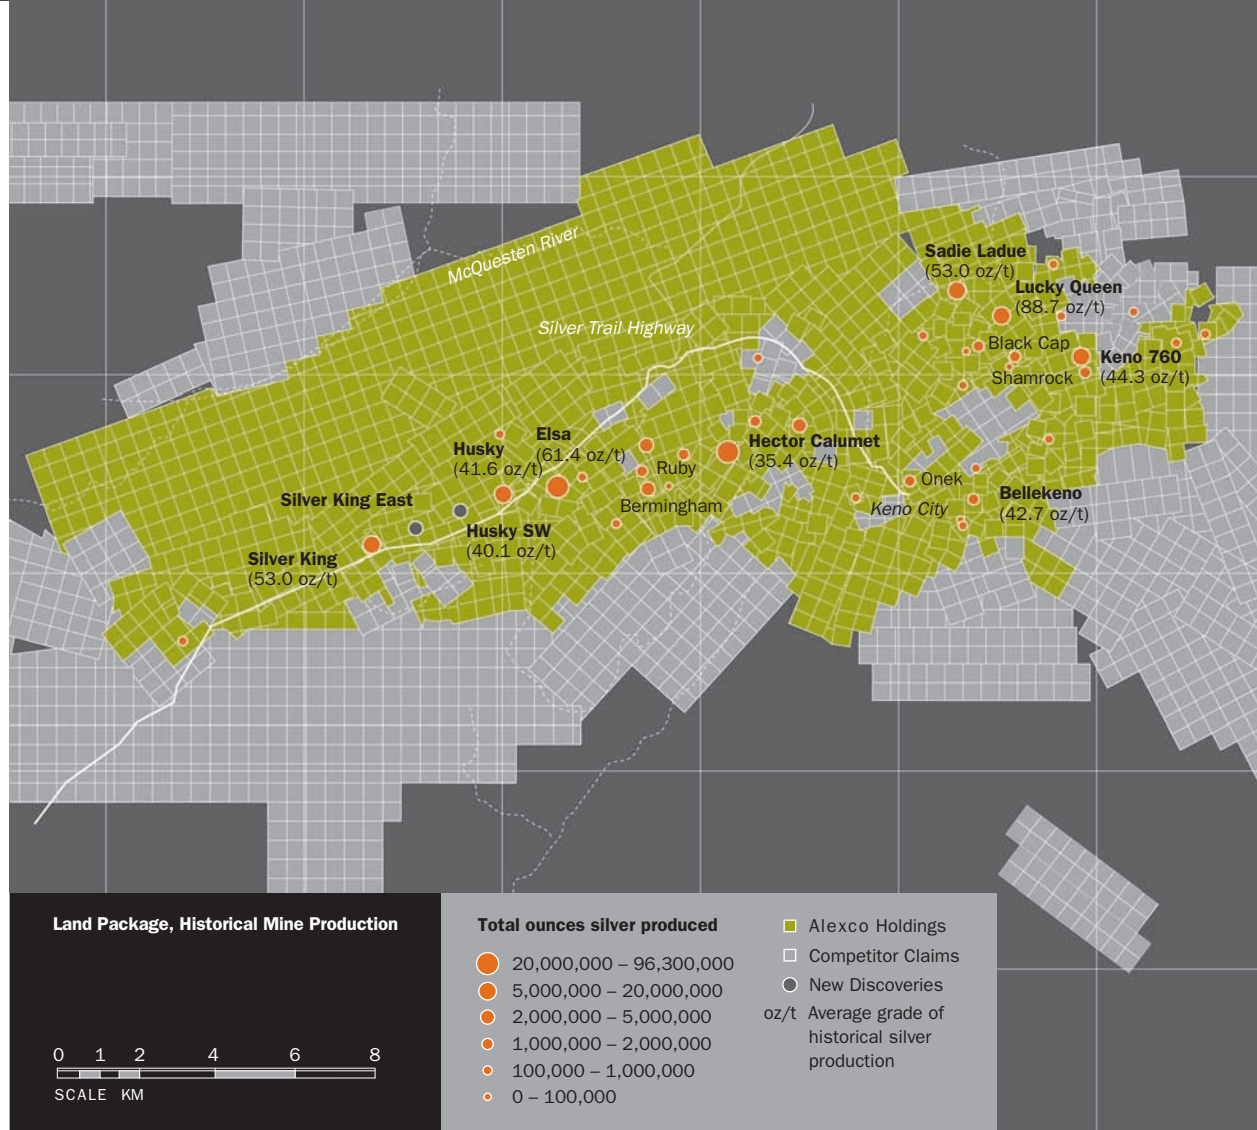 McQuesten River
Silver Trail Highway
Sadie Ladue
(53.0 oz/t)
Lucky Queen
(88.7 oz/t)
Black Cap
Shamrock
Keno 760
(44.3 oz/t)
Elsa
(61.4 oz/t)
Husky
(41.6 oz/t)
Hector Calumet
(35.4 oz/t)
Ruby
Bermingham
Onek
Keno City
Bellekeno
(42.7 oz/t)
Silver King East
Husky SW
(40.1 oz/t)
Silver King
(53.0 oz/t)
Land Package, Historical Mine Production
0 1 2 4 6 8
SCALE KM
Total ounces silver produced
20,000,000 – 96,300,000
5,000,000 – 20,000,000
2,000,000 – 5,000,000
1,000,000 – 2,000,000
100,000 – 1,000,000
0 – 100,000
Alexco Holdings
Competitor Claims
New Discoveries
oz/t Average grade of
historical silver
production